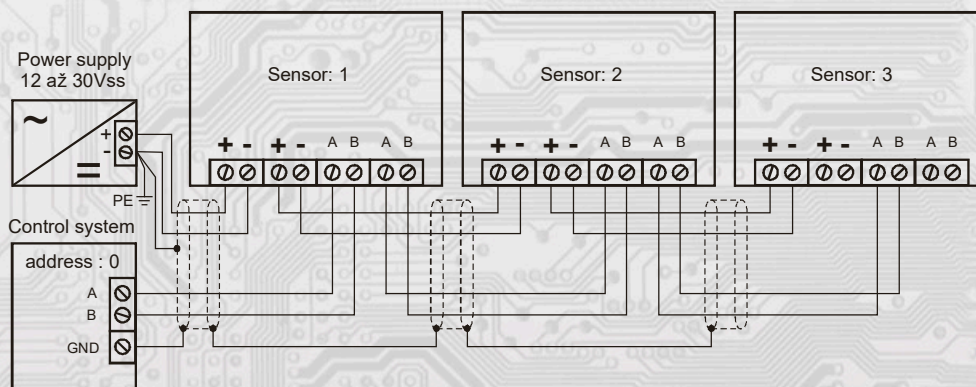 Sensor: 1
Sensor: 2
Sensor: 3
Power supply
12 až 30Vss
~
+
-
=
PE
+ - + - A B A B
+ - + - A B A B
+ - + - A B A B
Control system
address : 0
A
B
GND